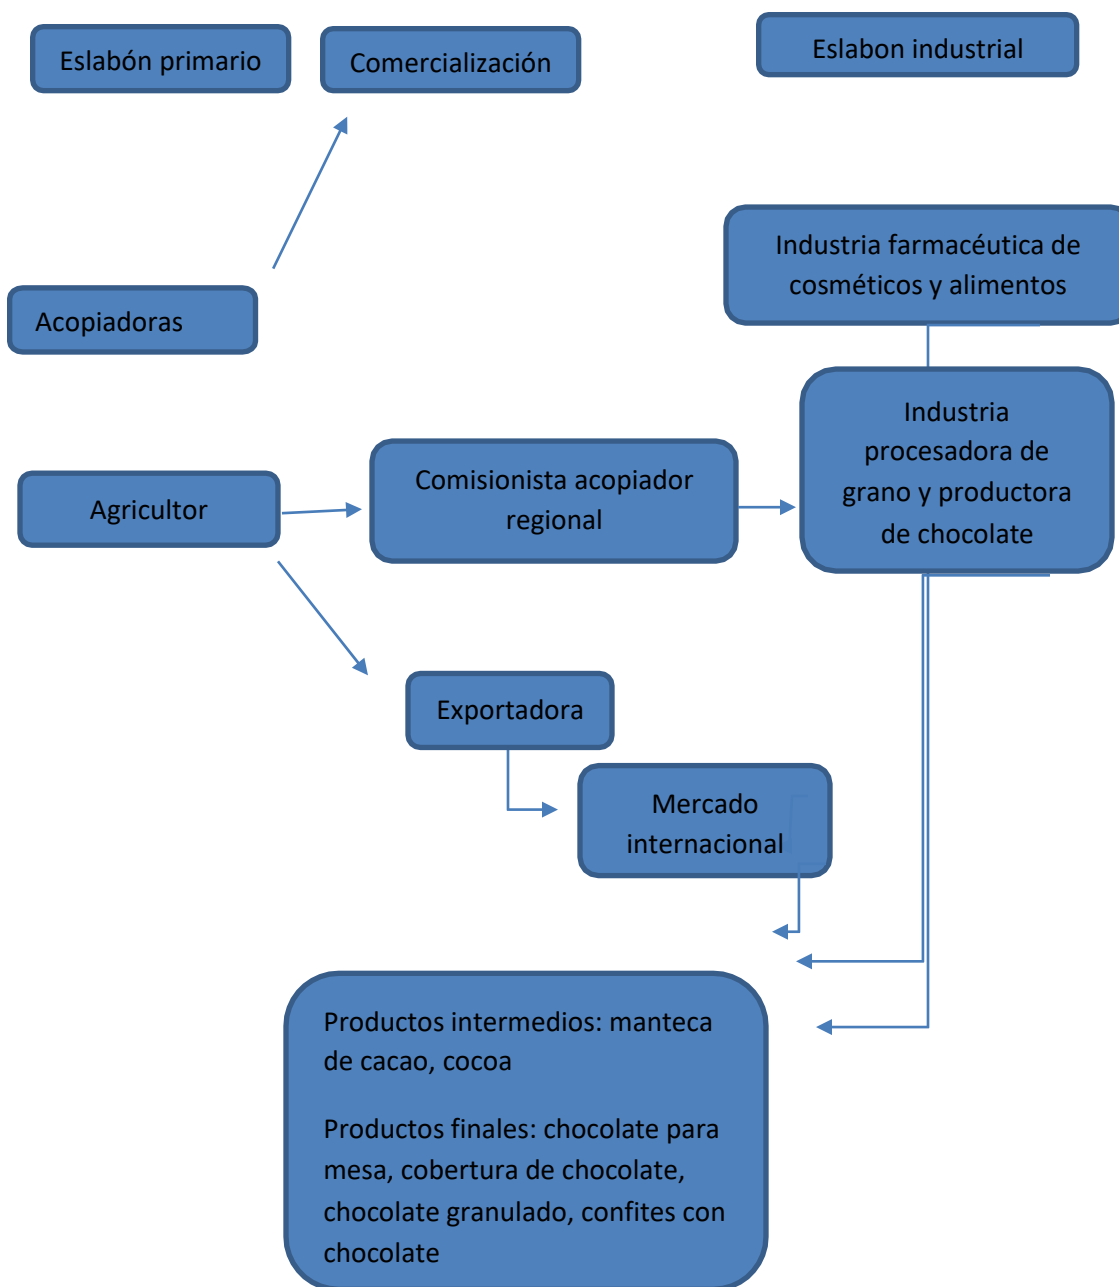 Eslabón primario
Comercialización
Eslabon industrial
Industria farmacéutica de
cosméticos y alimentos
Acopiadoras
Industria
procesadora de
grano y productora
de chocolate
Comisionista acopiador
regional
Agricultor
Exportadora
Mercado
internacional
Productos intermedios: manteca
de cacao, cocoa
Productos finales: chocolate para
mesa, cobertura de chocolate,
chocolate granulado, confites con
chocolate